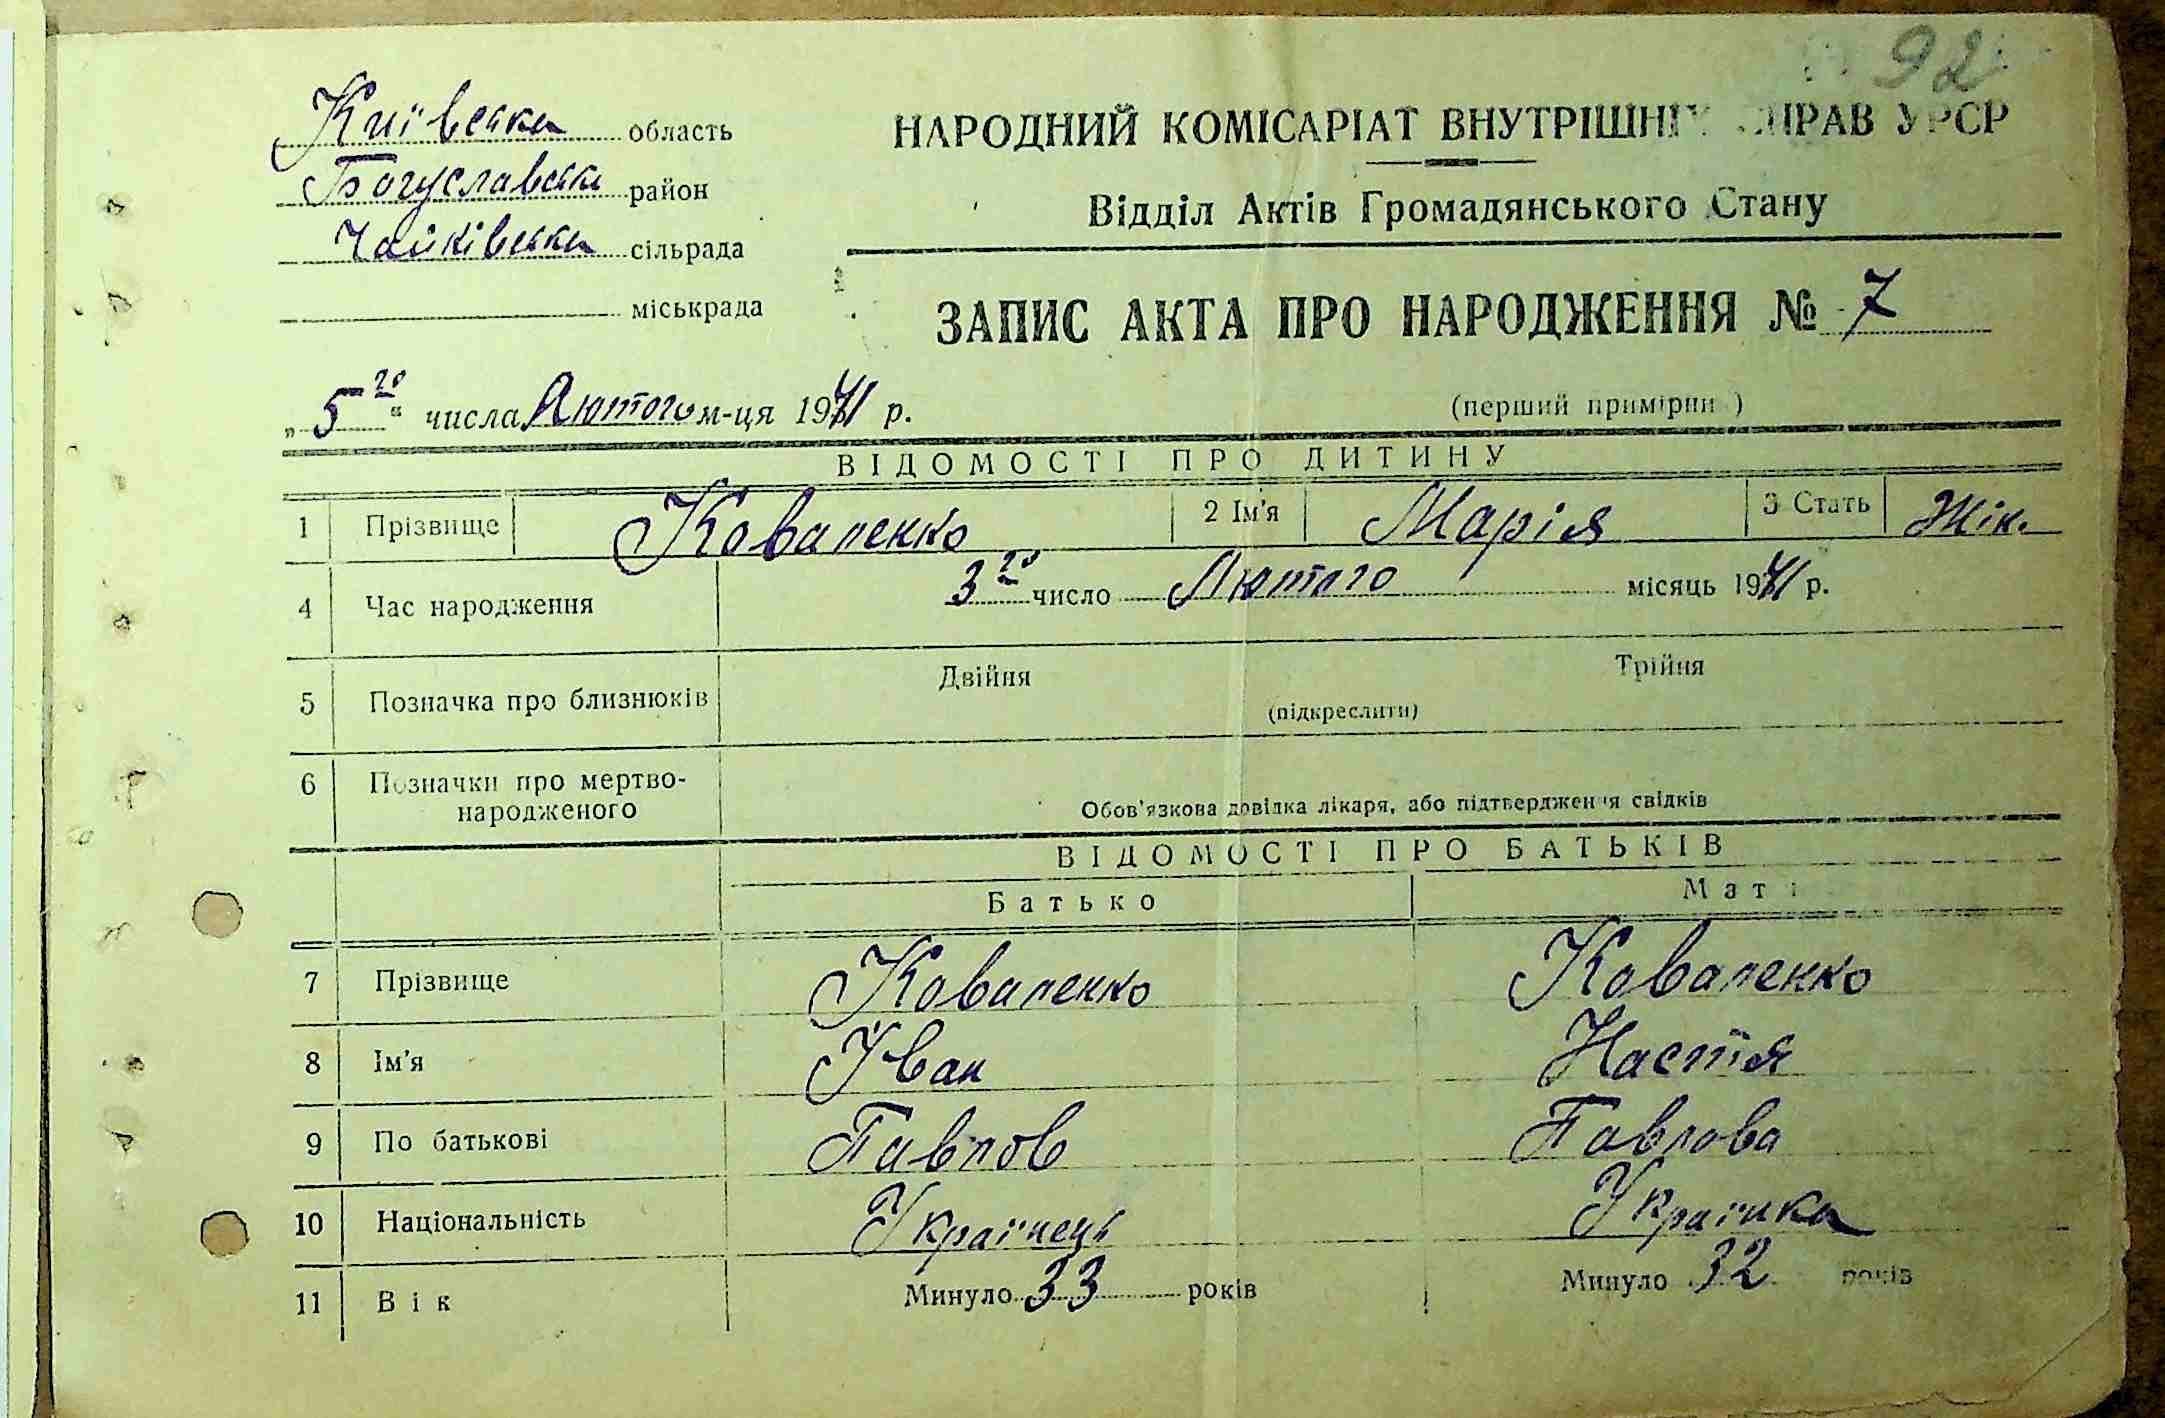 92
Київська область
Богуславська район
Чайківська сільрада
міськрада
НАРОДНИЙ КОМІСАРІАТ ВНУТРІШНІХ СПРАВ УРСР
Відділ Актів Громадянського Стану
ЗАПИС АКТА ПРО НАРОДЖЕННЯ № 7
„5го“ числа Лютого м-ця 1941 р.
(перший примірник)
ВІДОМОСТІ ПРО ДИТИНУ
1 Прізвище Коваленко 2 Ім'я Марія 3 Стать Жін.
4 Час народження 3го число Лютого місяць 1941 р.
5 Позначка про близнюків Двійня Трійня
(підкреслити)
6 Позначки про мертво-
народженого
Обов'язкова довідка лікаря, або підтвердження свідків
ВІДОМОСТІ ПРО БАТЬКІВ
Батько Мати
7 Прізвище Коваленко Коваленко
8 Ім'я Іван Настя
9 По батькові Павлов Павлова
10 Національність Українець Українка
11 Вік Минуло 33 років Минуло 32 років